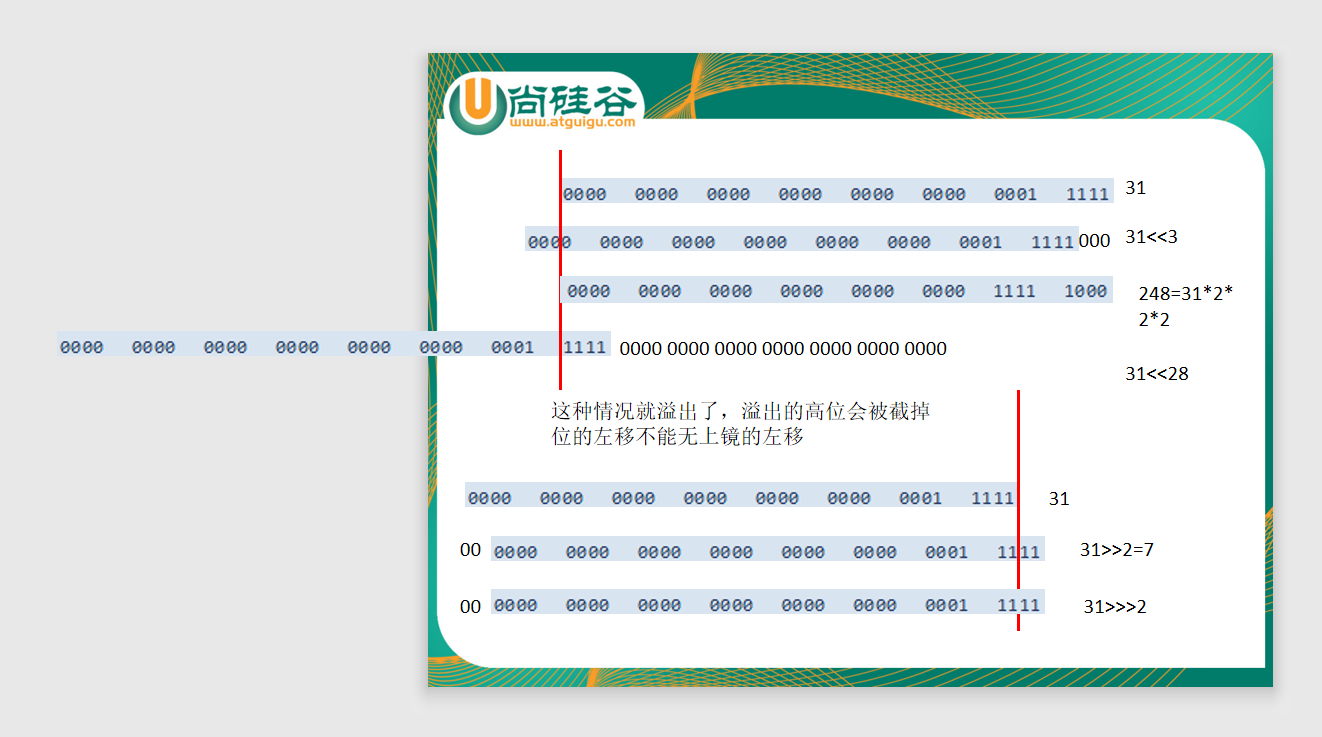 尚硅谷
www.atguigu.com
0000 0000 0000 0000 0000 0000 0001 1111 31
0000 0000 0000 0000 0000 0000 0001 1111 000 31<<3
0000 0000 0000 0000 0000 0000 1111 1000 248=31*2*
2*2
0000 0000 0000 0000 0000 0000 0001 1111 0000 0000 0000 0000 0000 0000 0000
31<<28
这种情况就溢出了，溢出的高位会被截掉
位的左移不能无上镜的左移
0000 0000 0000 0000 0000 0000 0001 1111 31
00 0000 0000 0000 0000 0000 0000 0001 1111 31>>2=7
00 0000 0000 0000 0000 0000 0000 0001 1111 31>>>2